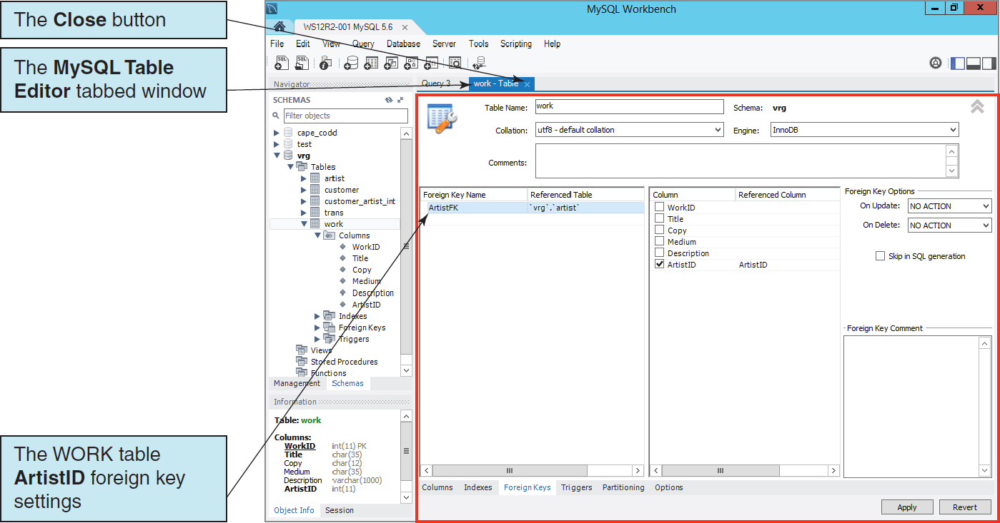 The Close button
The MySQL Table
Editor tabbed window
The WORK table
ArtistID foreign key
settings
MySQL Workbench
WS12R2-001 MySQL 5.6
File Edit View Query Database Server Tools Scripting Help
Navigator
SCHEMAS
Filter objects
cape_codd
test
vrg
Tables
artist
customer
customer_artist_int
trans
work
Columns
WorkID
Title
Copy
Medium
Description
ArtistID
Indexes
Foreign Keys
Triggers
Views
Stored Procedures
Functions
Management Schemas
Information
Table: work
Columns:
WorkID int(11) PK
Title char(35)
Copy char(12)
Medium char(35)
Description varchar(1000)
ArtistID int(11)
Object Info Session
Query 3 work - Table
Table Name: work Schema: vrg
Collation: utf8 - default collation Engine: InnoDB
Comments:
Foreign Key Name Referenced Table
ArtistFK `vrg`.`artist`
Column Referenced Column
WorkID
Title
Copy
Medium
Description
ArtistID ArtistID
Foreign Key Options
On Update: NO ACTION
On Delete: NO ACTION
Skip in SQL generation
Foreign Key Comment
Columns Indexes Foreign Keys Triggers Partitioning Options
Apply Revert